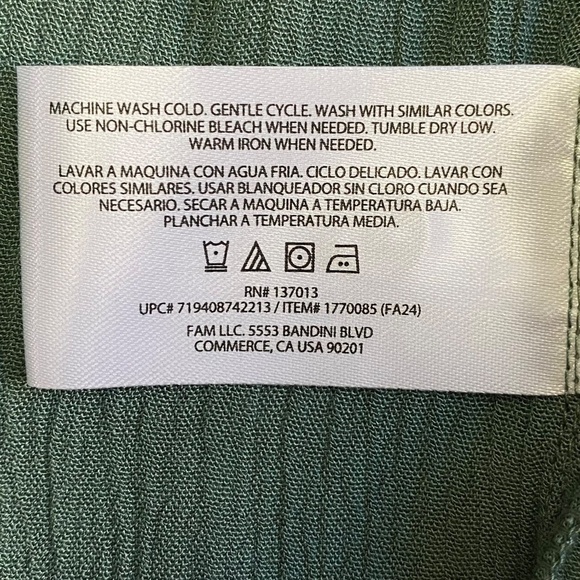 MACHINE WASH COLD. GENTLE CYCLE. WASH WITH SIMILAR COLORS.
USE NON-CHLORINE BLEACH WHEN NEEDED. TUMBLE DRY LOW.
WARM IRON WHEN NEEDED.
LAVAR A MAQUINA CON AGUA FRIA. CICLO DELICADO. LAVAR CON
COLORES SIMILARES. USAR BLANQUEADOR SIN CLORO CUANDO SEA
NECESARIO. SECAR A MAQUINA A TEMPERATURA BAJA.
PLANCHAR A TEMPERATURA MEDIA.
RN# 137013
UPC# 719408742213 / ITEM# 1770085 (FA24)
FAM LLC. 5553 BANDINI BLVD
COMMERCE, CA USA 90201